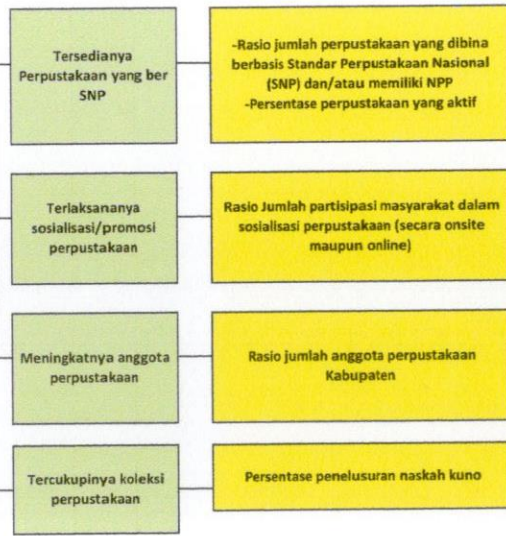 Tersedianya
Perpustakaan yang ber
SNP
-Rasio jumlah perpustakaan yang dibina
berbasis Standar Perpustakaan Nasional
(SNP) dan/atau memiliki NPP
-Persentase perpustakaan yang aktif
Terlaksananya
sosialisasi/promosi
perpustakaan
Rasio Jumlah partisipasi masyarakat dalam
sosialisasi perpustakaan (secara onsite
maupun online)
Meningkatnya anggota
perpustakaan
Rasio jumlah anggota perpustakaan
Kabupaten
Tercukupinya koleksi
perpustakaan
Persentase penelusuran naskah kuno